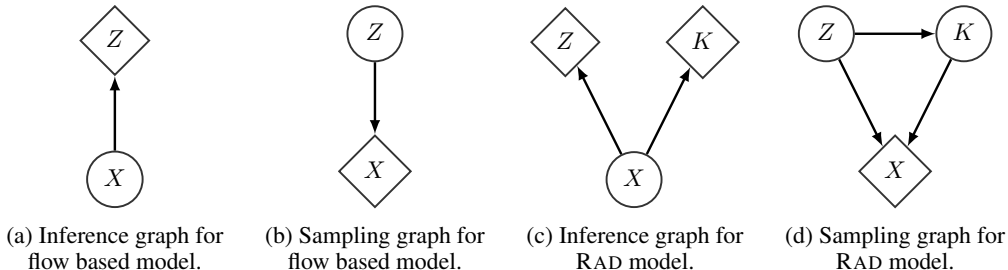 Z
X
(a) Inference graph for
flow based model.
Z
X
(b) Sampling graph for
flow based model.
Z K
X
(c) Inference graph for
RAD model.
Z K
X
(d) Sampling graph for
RAD model.